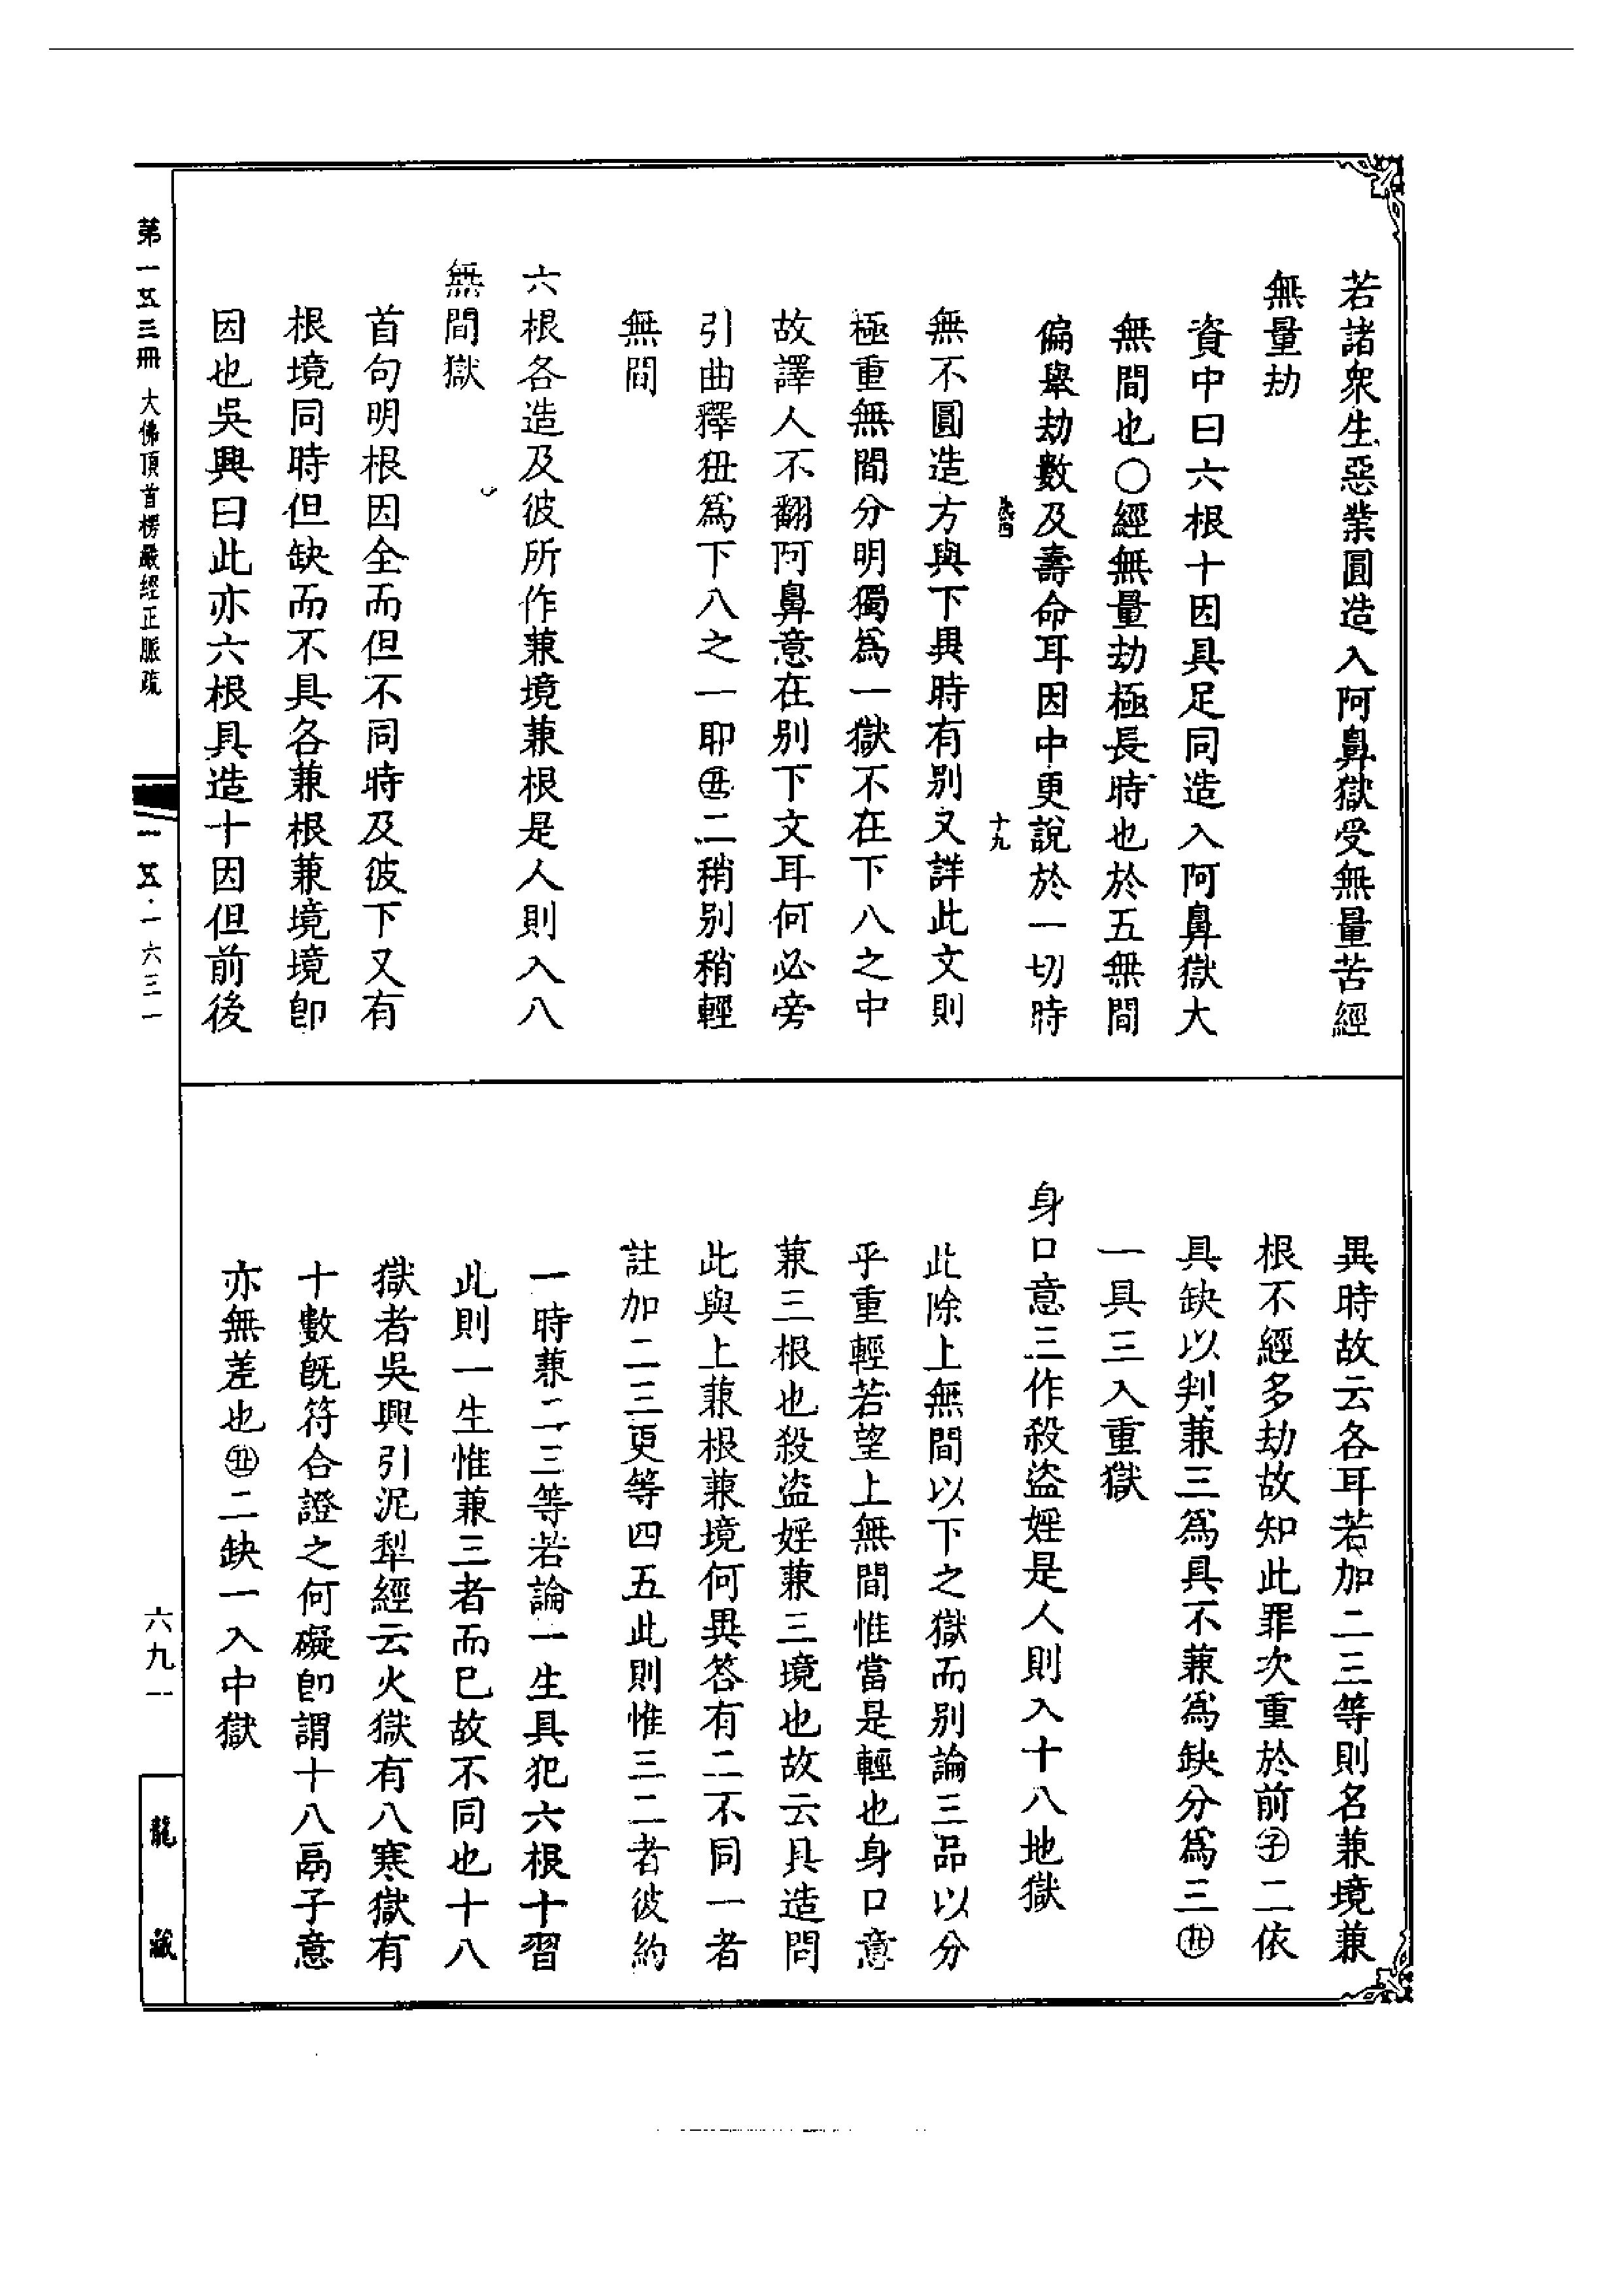 若諸衆生惡業圓造入阿鼻獄受無量苦經
無量劫
資中曰六根十因具足同造入阿鼻獄大
無間也○經無量劫極長時也於五無間
偏舉劫數及壽命耳因中更說於一切時
十九
無不圓造方與下異時有別又詳此文則
極重無間分明獨為一獄不在下八之中
故譯人不翻阿鼻意在別下文耳何必旁
引曲釋扭為下八之一耶㊄二稍別稍輕
無間
六根各造及彼所作兼境兼根是人則入八
無間獄
首句明根因全而但不同時及彼下又有
根境同時但缺而不具各兼根兼境境即
因也吳興曰此亦六根具造十因但前後
異時故云各耳若加二三等則名兼境兼
根不經多劫故知此罪次重於前㊉二依
具缺以判兼三為具不兼為缺分為三㊄
一具三入重獄
身口意三作殺盜婬是人則入十八地獄
此除上無間以下之獄而別論三品以分
乎重輕若望上無間惟當是輕也身口意
兼三根也殺盜婬兼三境也故云具造問
此與上兼根兼境何異答有二不同一者
註加二三更等四五此則惟三二者彼約
一時兼二三等若論一生具犯六根十習
此則一生惟兼三者而已故不同也十八
獄者吳興引泥犁經云火獄有八寒獄有
十數旣符合證之何礙卽謂十八鬲子意
亦無差也㊄二缺一入中獄
第一五三冊 大佛頂首楞嚴經正脈疏
一五·一六三一
六九一
龍藏